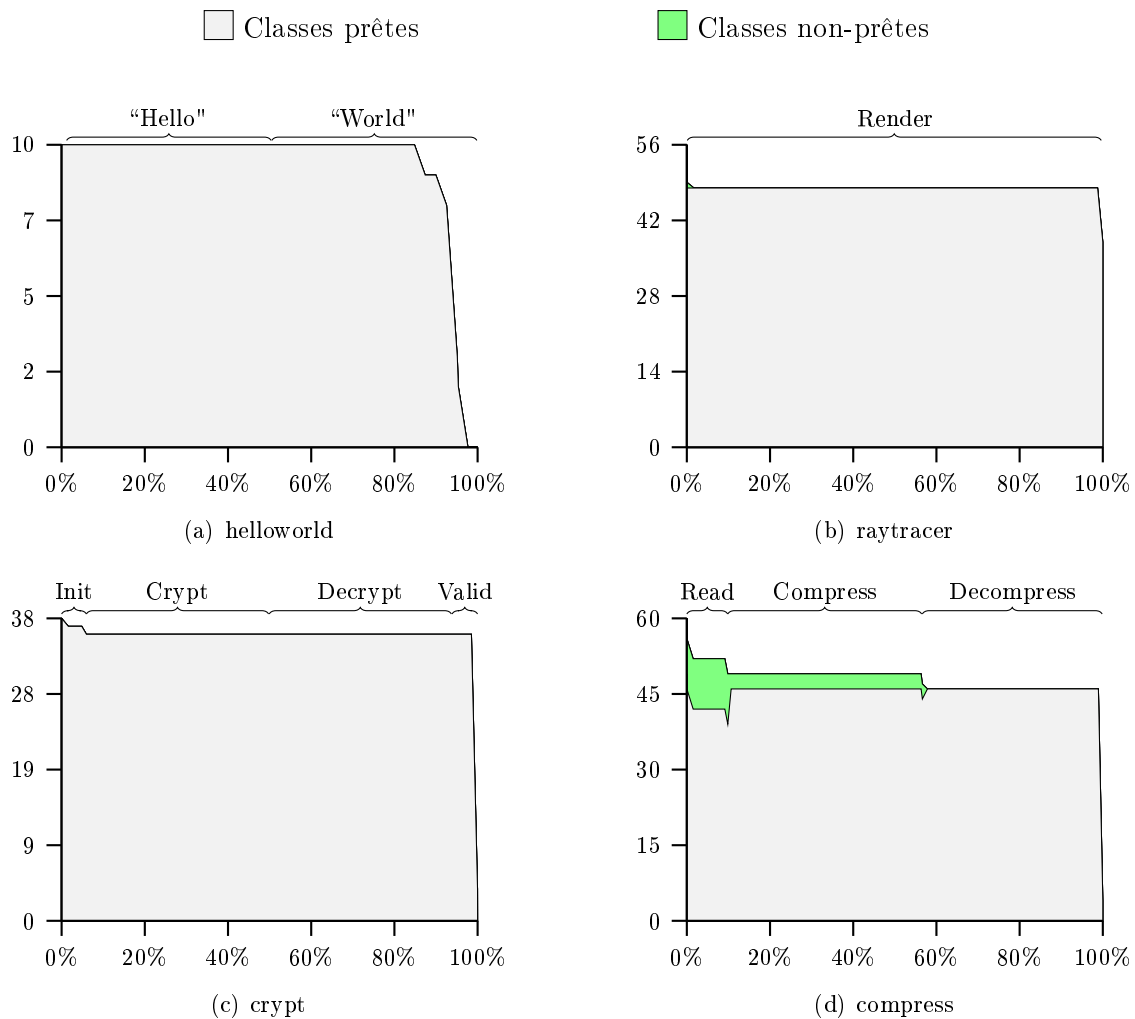 Classes prêtes Classes non-prêtes
“Hello" “World"
10
7
5
2
0
0% 20% 40% 60% 80% 100%
(a) helloworld
Render
56
42
28
14
0
0% 20% 40% 60% 80% 100%
(b) raytracer
Init Crypt Decrypt Valid
38
28
19
9
0
0% 20% 40% 60% 80% 100%
(c) crypt
Read Compress Decompress
60
45
30
15
0
0% 20% 40% 60% 80% 100%
(d) compress